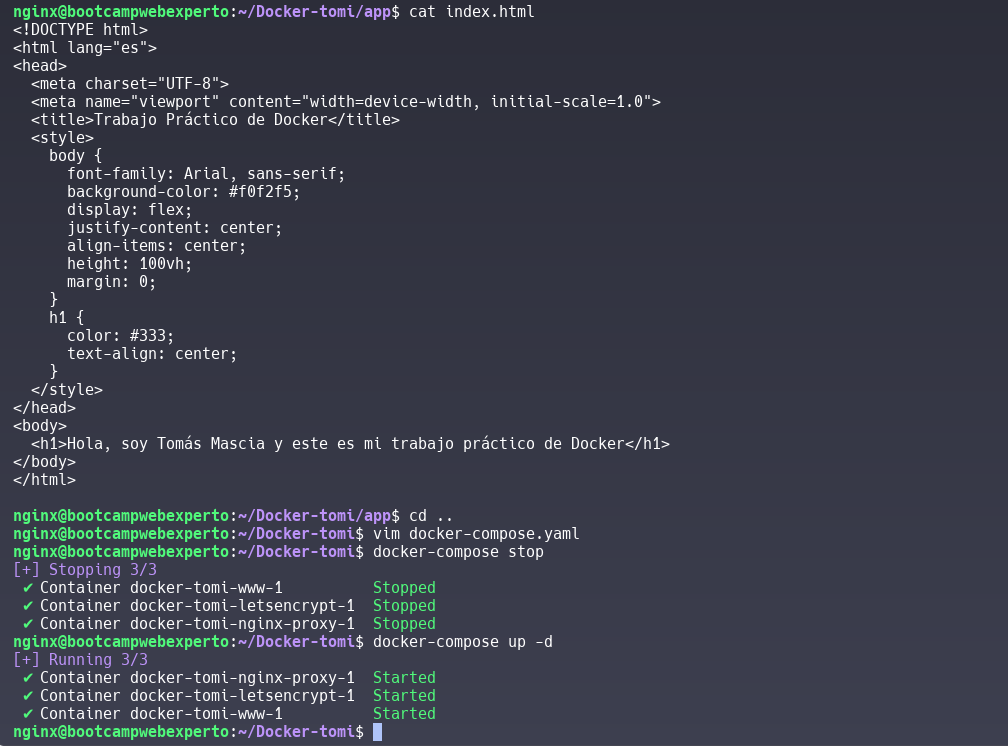 nginx@bootcampwebexperto:~/Docker-tomi/app$ cat index.html
<!DOCTYPE html>
<html lang="es">
<head>
  <meta charset="UTF-8">
  <meta name="viewport" content="width=device-width, initial-scale=1.0">
  <title>Trabajo Práctico de Docker</title>
  <style>
    body {
      font-family: Arial, sans-serif;
      background-color: #f0f2f5;
      display: flex;
      justify-content: center;
      align-items: center;
      height: 100vh;
      margin: 0;
    }
    h1 {
      color: #333;
      text-align: center;
    }
  </style>
</head>
<body>
  <h1>Hola, soy Tomás Mascia y este es mi trabajo práctico de Docker</h1>
</body>
</html>

nginx@bootcampwebexperto:~/Docker-tomi/app$ cd ..
nginx@bootcampwebexperto:~/Docker-tomi$ vim docker-compose.yaml
nginx@bootcampwebexperto:~/Docker-tomi$ docker-compose stop
[+] Stopping 3/3
 ✔ Container docker-tomi-www-1          Stopped
 ✔ Container docker-tomi-letsencrypt-1  Stopped
 ✔ Container docker-tomi-nginx-proxy-1  Stopped
nginx@bootcampwebexperto:~/Docker-tomi$ docker-compose up -d
[+] Running 3/3
 ✔ Container docker-tomi-nginx-proxy-1  Started
 ✔ Container docker-tomi-letsencrypt-1  Started
 ✔ Container docker-tomi-www-1          Started
nginx@bootcampwebexperto:~/Docker-tomi$